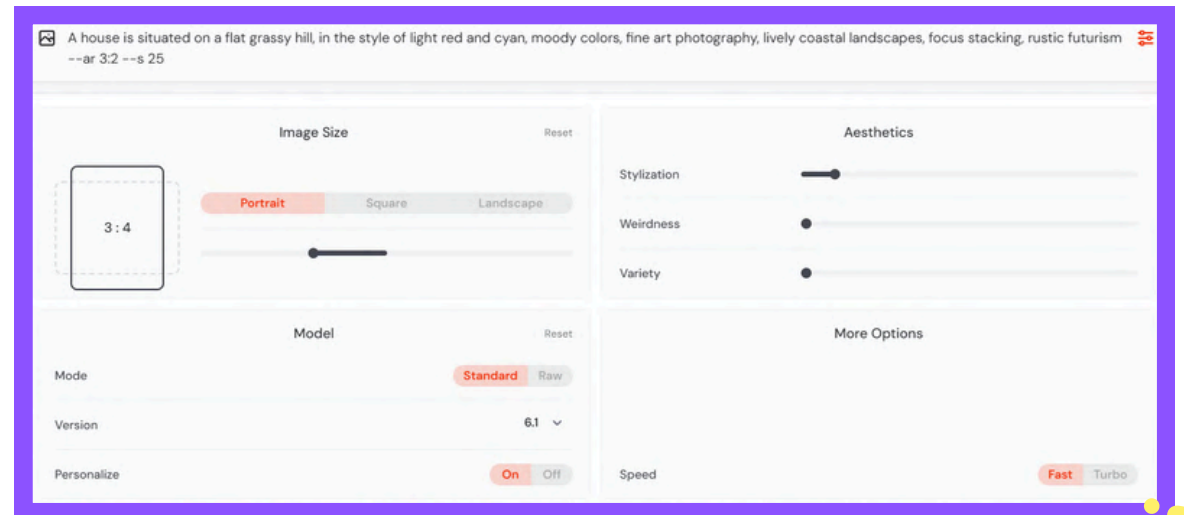 A house is situated on a flat grassy hill, in the style of light red and cyan, moody colors, fine art photography, lively coastal landscapes, focus stacking, rustic futurism
--ar 3:2 --s 25
Image Size
Reset
3 : 4
Portrait
Square
Landscape
Aesthetics
Stylization
Weirdness
Variety
Model
Reset
Mode
Standard
Raw
Version
6.1
Personalize
On
Off
More Options
Speed
Fast
Turbo